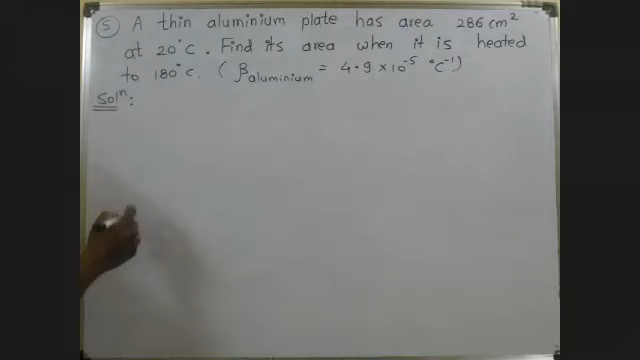 ⑤ A thin aluminium plate has area 286 cm²
at 20°C. Find its area when it is heated
to 180°C. ( β aluminium = 4.9 × 10⁻⁵ °C⁻¹ )
Solⁿ: